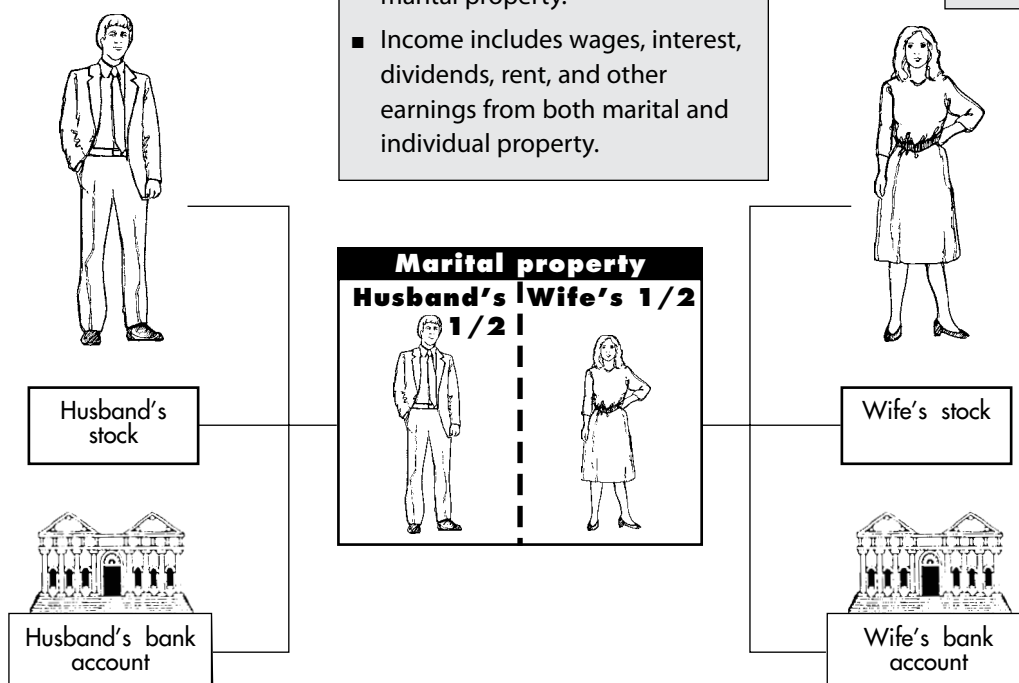 marital property.
■ Income includes wages, interest,
dividends, rent, and other
earnings from both marital and
individual property.
Marital property
Husband's 1/2
Wife's 1/2
Husband's
stock
Wife's stock
Husband's bank
account
Wife's bank
account